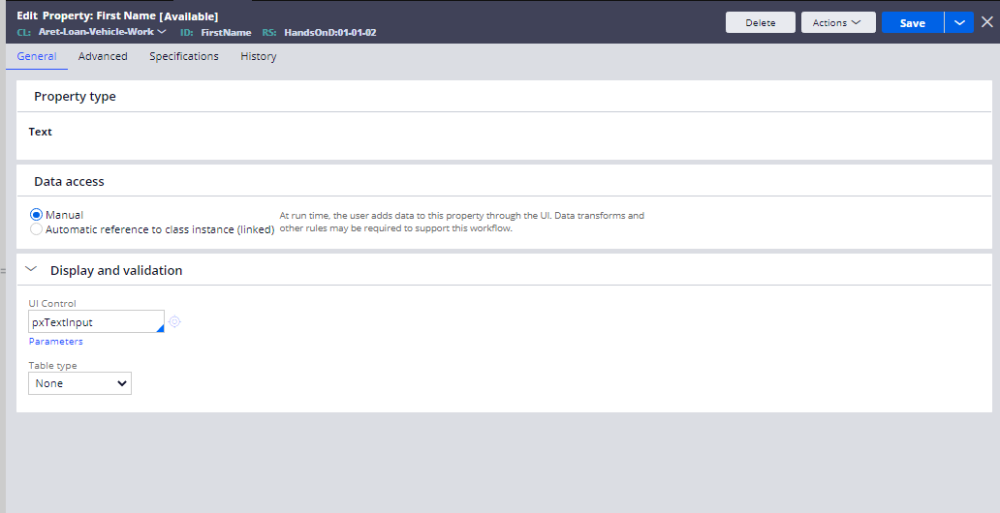 Edit Property: First Name [Available]
CL: Aret-Loan-Vehicle-Work ID: FirstName RS: HandsOnD:01-01-02
Delete
Actions
Save
General Advanced Specifications History
Property type
Text
Data access
Manual
Automatic reference to class instance (linked)
At run time, the user adds data to this property through the UI. Data transforms and
other rules may be required to support this workflow.
Display and validation
UI Control
pxTextInput
Parameters
Table type
None